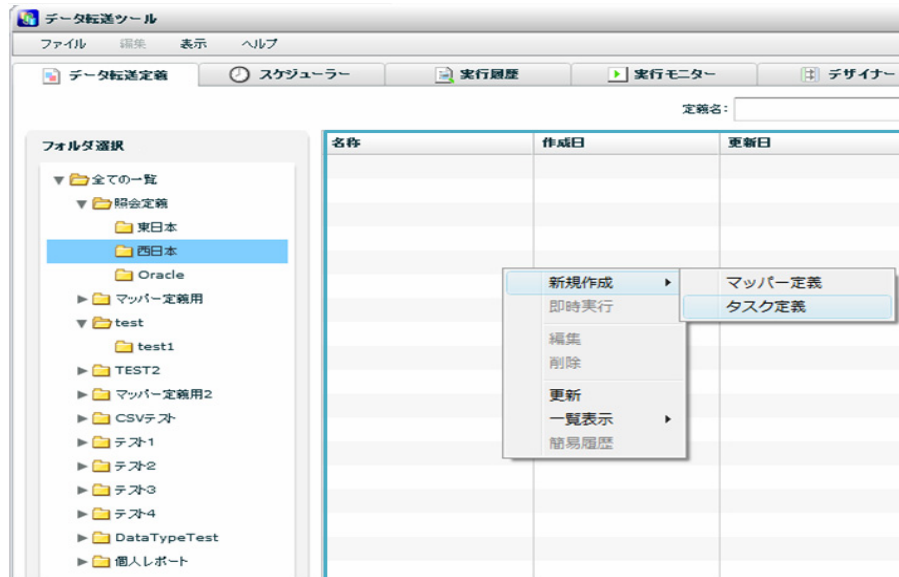 データ転送ツール
ファイル 編集 表示 ヘルプ
データ転送定義 スケジューラー 実行履歴 実行モニター デザイナー
定義名:
フォルダ選択
名称 作成日 更新日
全ての一覧
照会定義
東日本
西日本
Oracle
マッパー定義用
test
test1
TEST2
マッパー定義用2
CSVテスト
テスト1
テスト2
テスト3
テスト4
DataTypeTest
個人レポート
新規作成
即時実行
編集
削除
更新
一覧表示
簡易履歴
マッパー定義
タスク定義